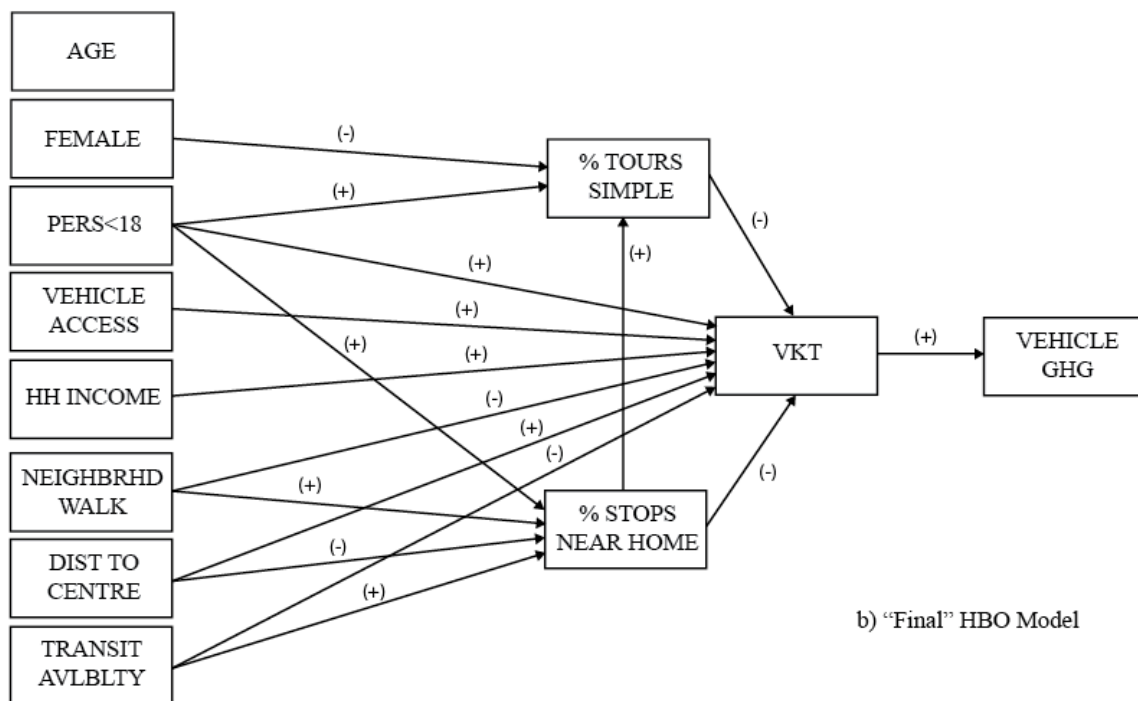 AGE
FEMALE
PERS<18
VEHICLE
ACCESS
HH INCOME
NEIGHBRHD
WALK
DIST TO
CENTRE
TRANSIT
AVLBLTY
(-)
(+)
(+)
(+)
(+)
(+)
(-)
(+)
(+)
(-)
(-)
(+)
% TOURS
SIMPLE
(+)
% STOPS
NEAR HOME
(-)
(-)
VKT
(+)
VEHICLE
GHG
b) “Final” HBO Model